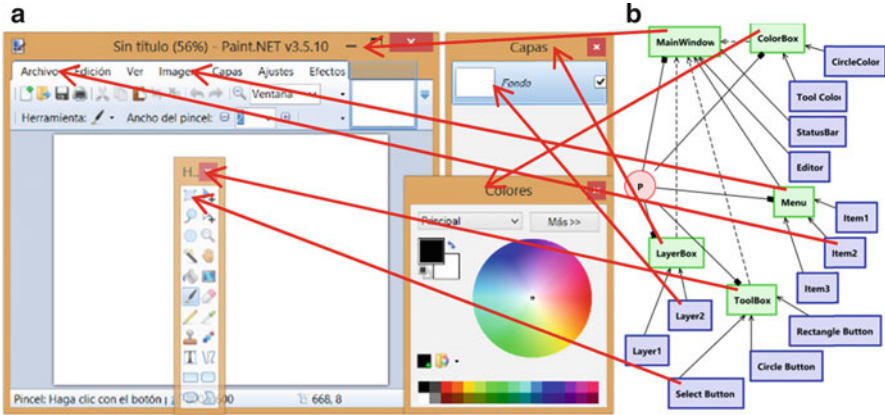 a
b
Sin título (56%) - Paint.NET v3.5.10
Archivo Edición Ver Imagen Capas Ajustes Efectos
Ventana
Herramienta: Ancho del pincel: 2
H...
Pincel: Haga clic con el botón
600
668, 8
Capas
Fondo
Colores
Principal
Más >>
MainWindow
ColorBox
CircleColor
Tool Color
StatusBar
Editor
P
Menu
Item1
Item2
Item3
LayerBox
ToolBox
Layer2
Layer1
Rectangle Button
Circle Button
Select Button